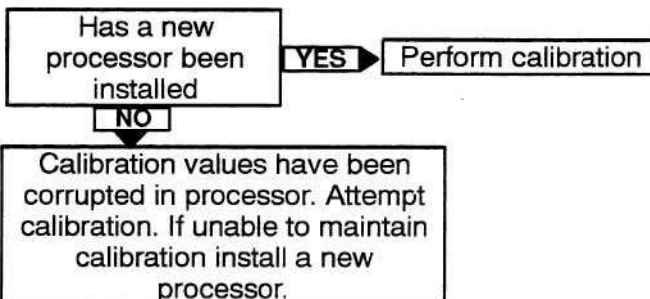 Has a new
processor been
installed
YES
Perform calibration
NO
Calibration values have been
corrupted in processor. Attempt
calibration. If unable to maintain
calibration install a new
processor.